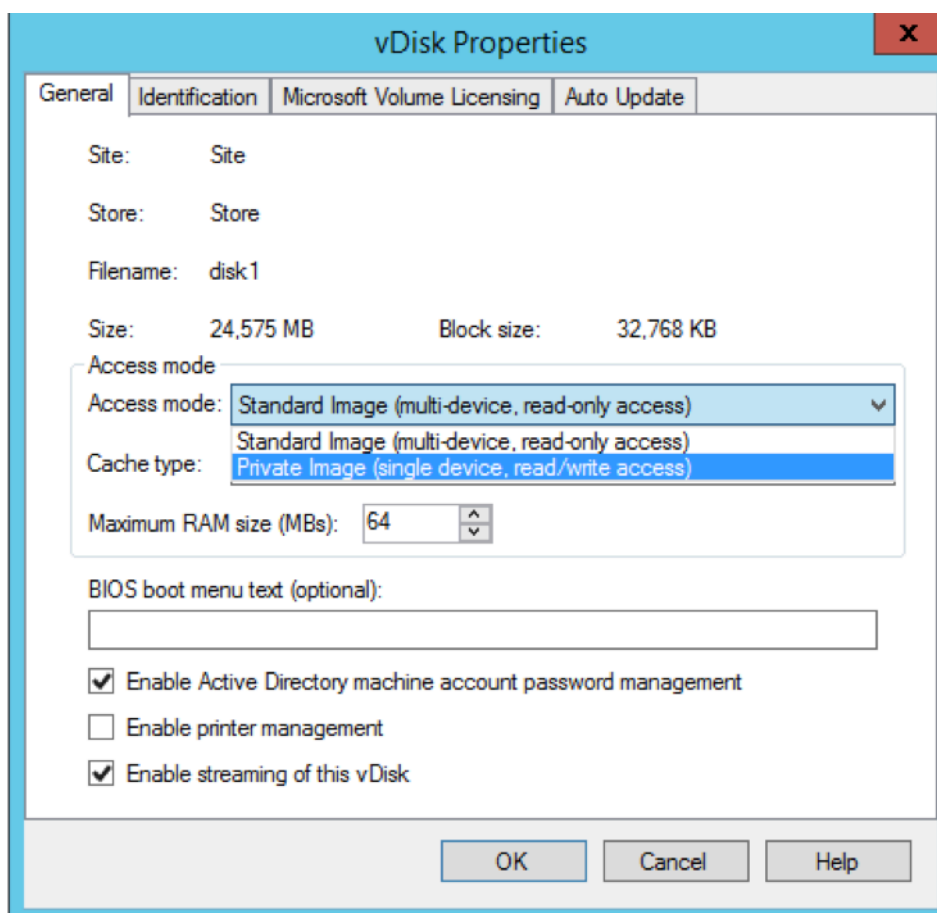 vDisk Properties
x
General Identification Microsoft Volume Licensing Auto Update
Site: Site
Store: Store
Filename: disk1
Size: 24,575 MB Block size: 32,768 KB
Access mode
Access mode: Standard Image (multi-device, read-only access)
Standard Image (multi-device, read-only access)
Cache type: Private Image (single device, read/write access)
Maximum RAM size (MBs): 64
BIOS boot menu text (optional):
Enable Active Directory machine account password management
Enable printer management
Enable streaming of this vDisk
OK Cancel Help